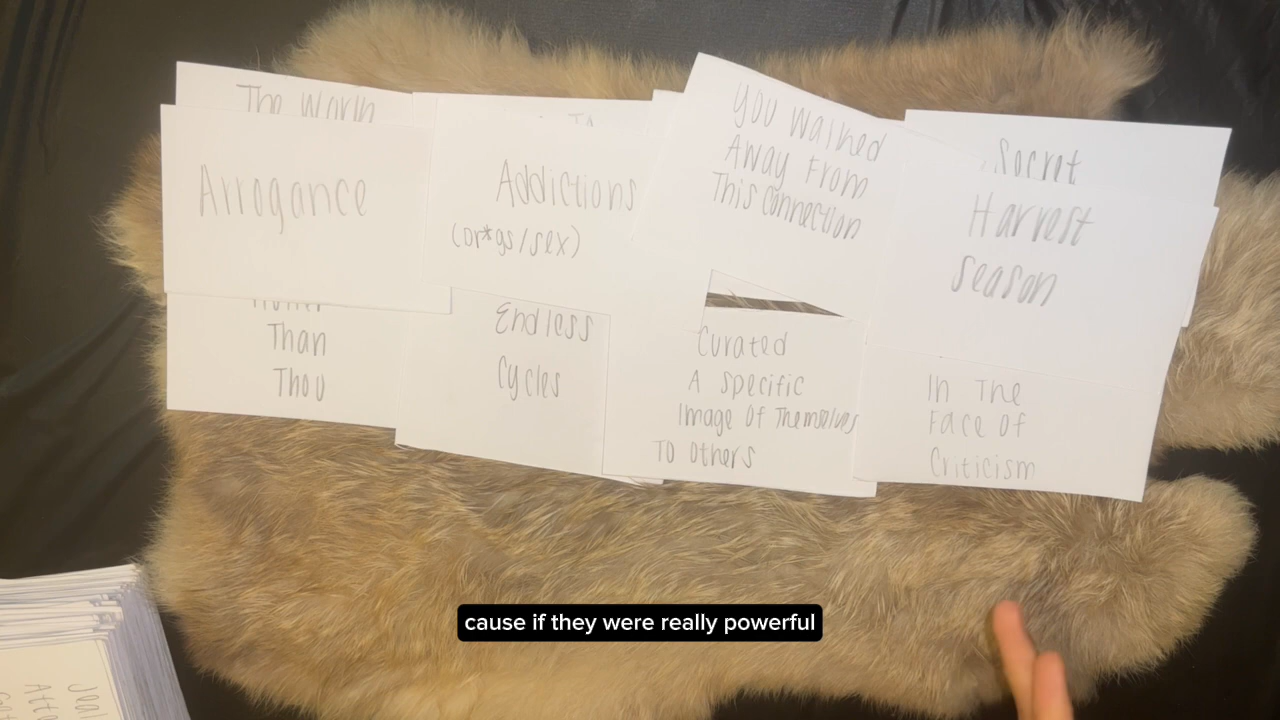 The Worm
Arrogance
Than
Thou
Addictions
(Dr*gs/sex)
Endless
Cycles
You Walked
Away From
This Connection
Curated
A Specific
Image Of Themselves
To Others
Secret
Harvest
Season
In The
Face Of
Criticism
cause if they were really powerful